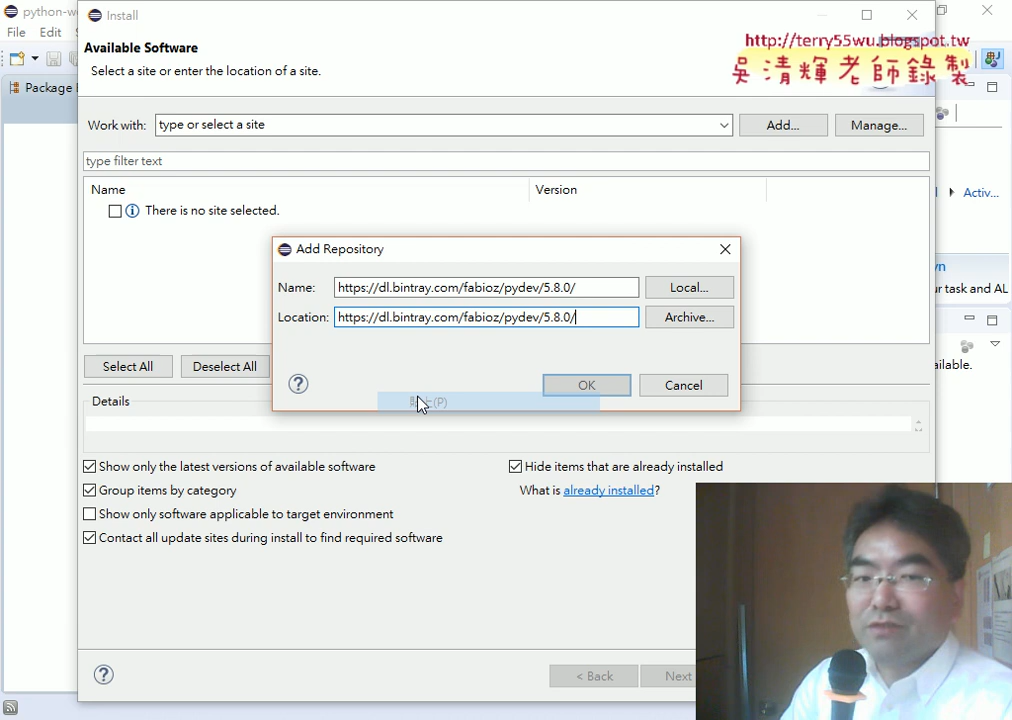 python-w
Install
http://terry55wu.blogspot.tw
吳清輝老師錄製
File Edit
Available Software
Select a site or enter the location of a site.
Package
Work with: type or select a site Add... Manage...
type filter text
Name Version
There is no site selected.
Activ...
Add Repository
Name: https://dl.bintray.com/fabioz/pydev/5.8.0/ Local...
Location: https://dl.bintray.com/fabioz/pydev/5.8.0/ Archive...
ur task and AL
ailable.
Select All Deselect All
OK Cancel
Details
貼上(P)
Show only the latest versions of available software
Hide items that are already installed
Group items by category
What is already installed?
Show only software applicable to target environment
Contact all update sites during install to find required software
< Back Next